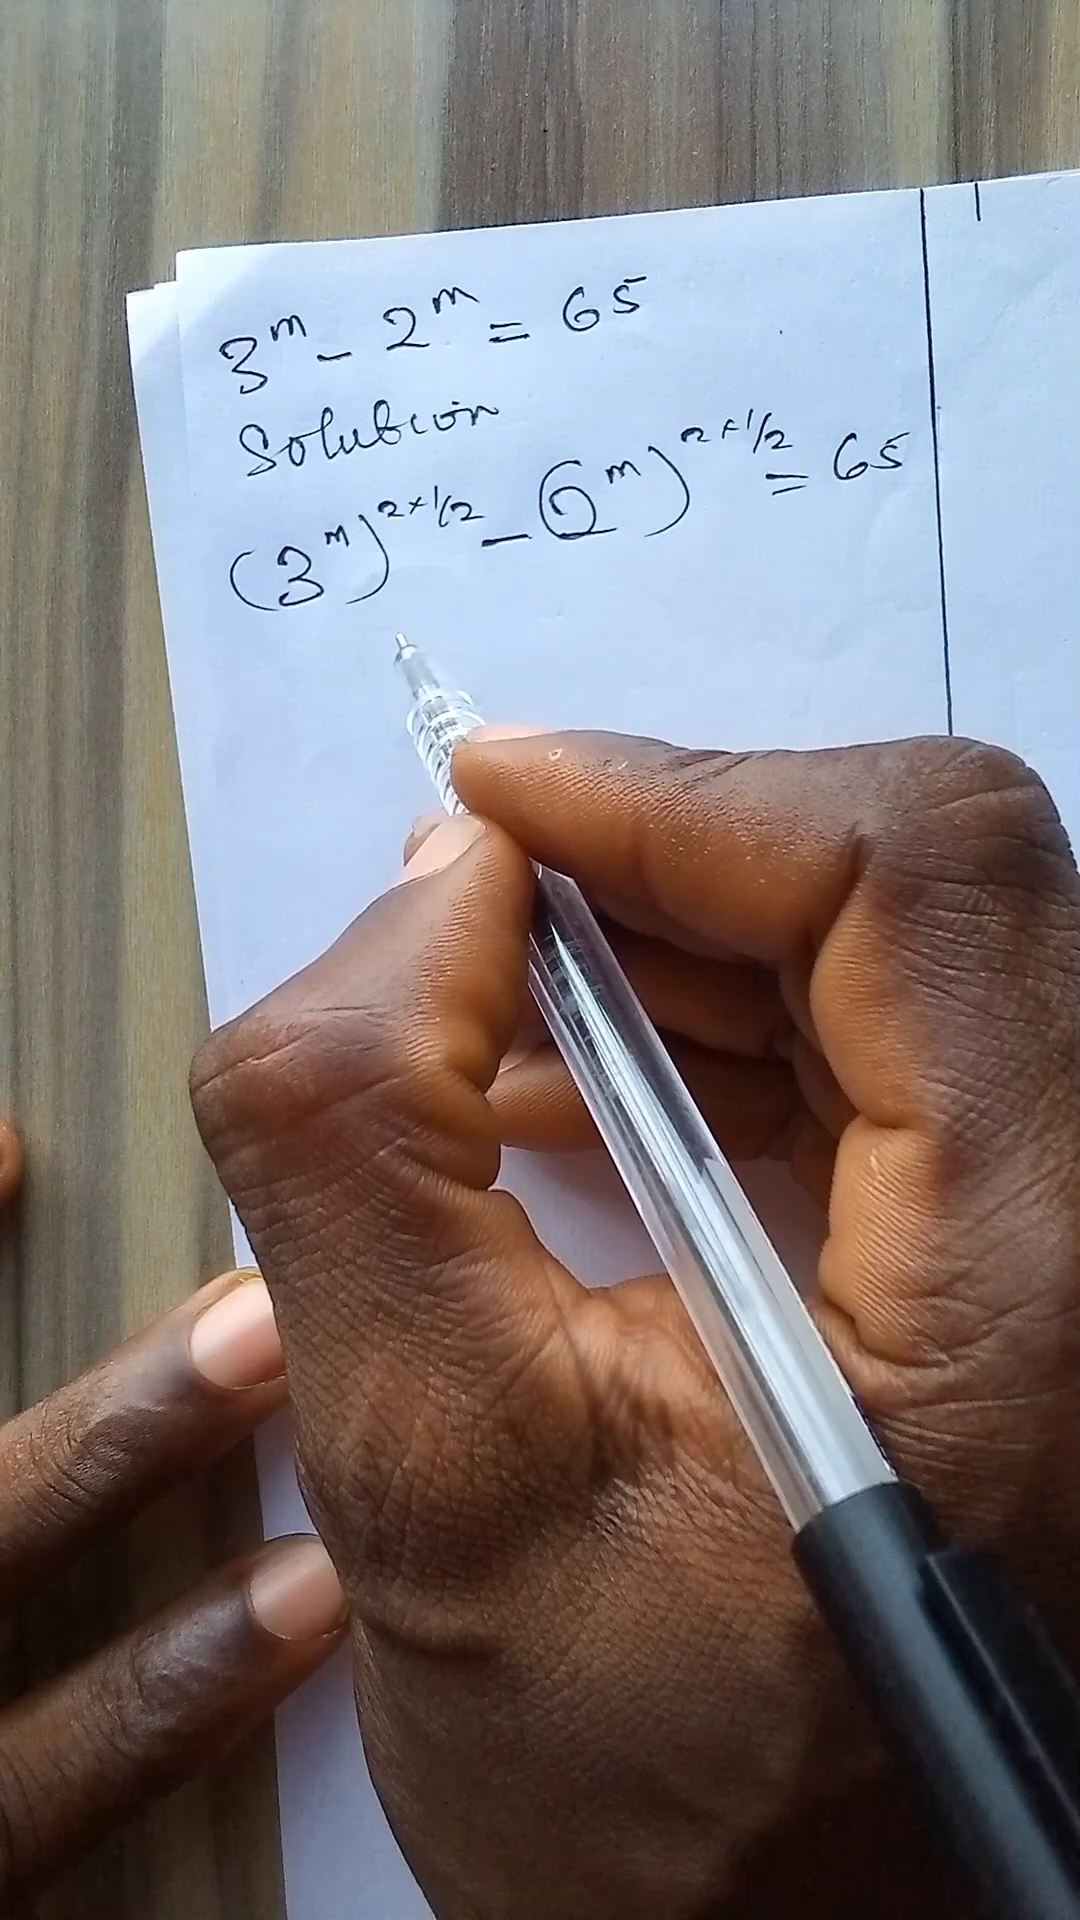 3^m - 2^m = 65
Solution
(3^m)^2×1/2 - (2^m)^2×1/2 = 65